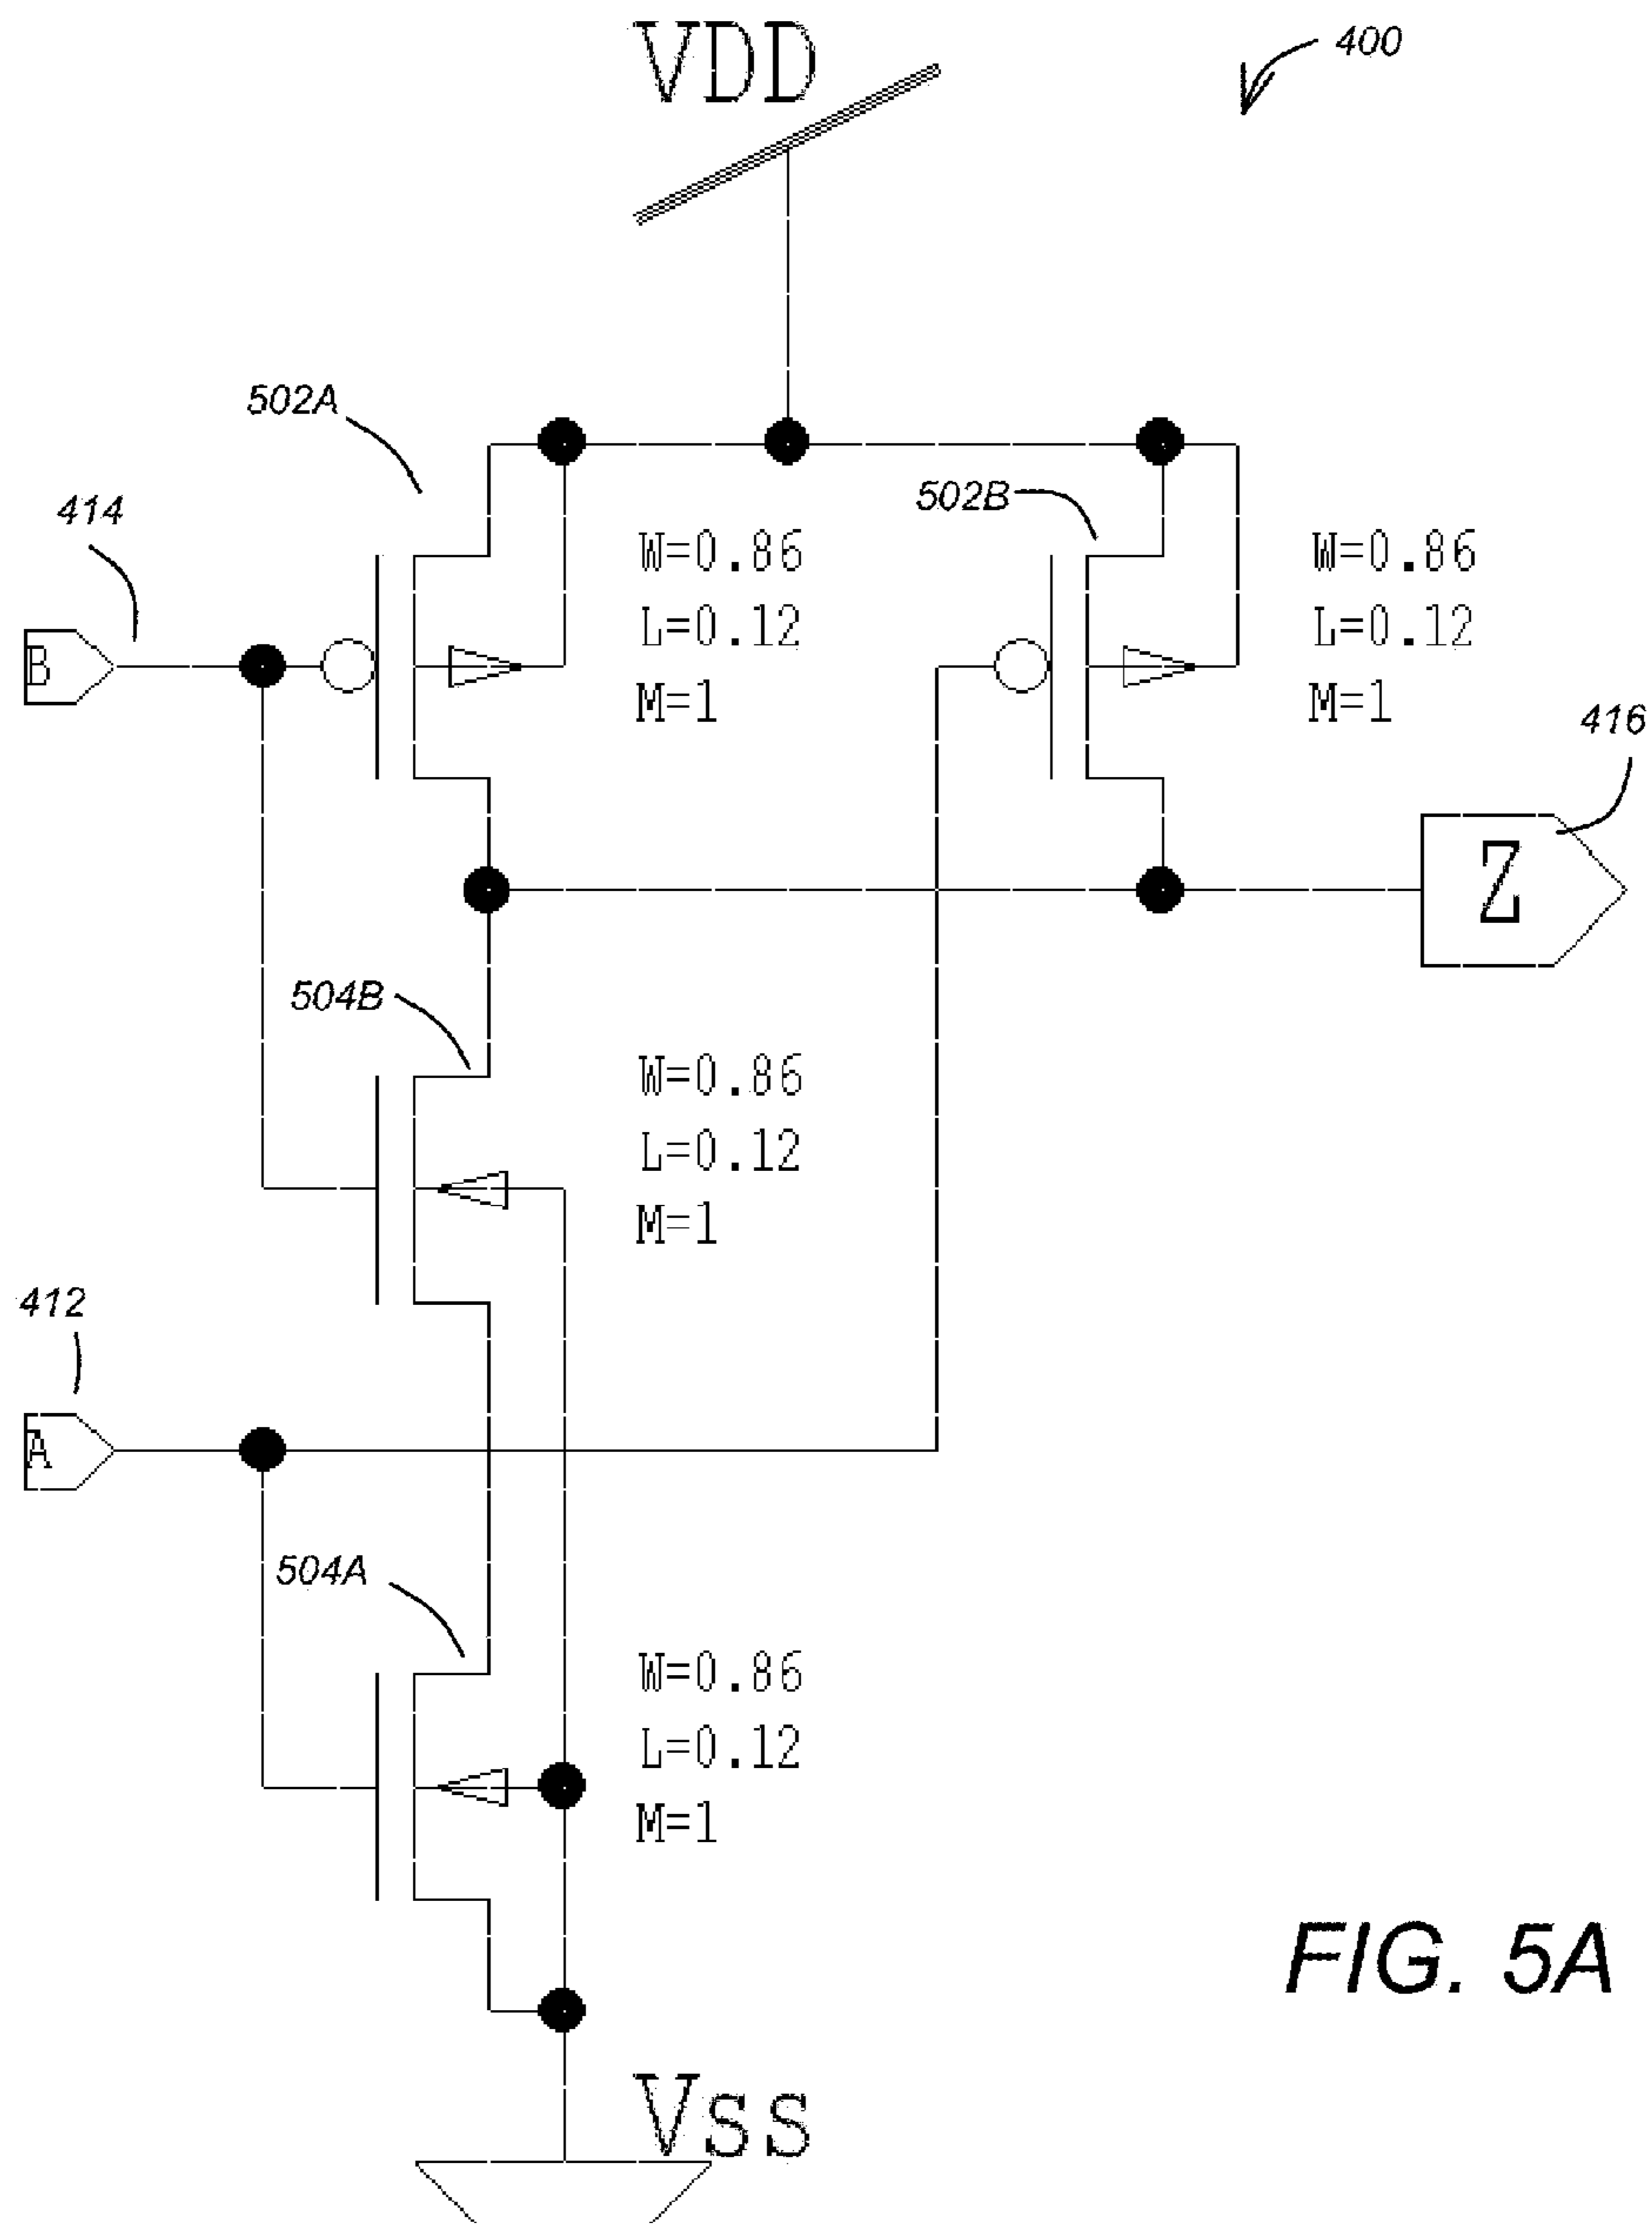 VDD
400
502A
414
502B
W=0.86
L=0.12
M=1
W=0.86
L=0.12
M=1
B
416
Z
504B
W=0.86
L=0.12
M=1
412
A
504A
W=0.86
L=0.12
M=1
FIG. 5A
VSS